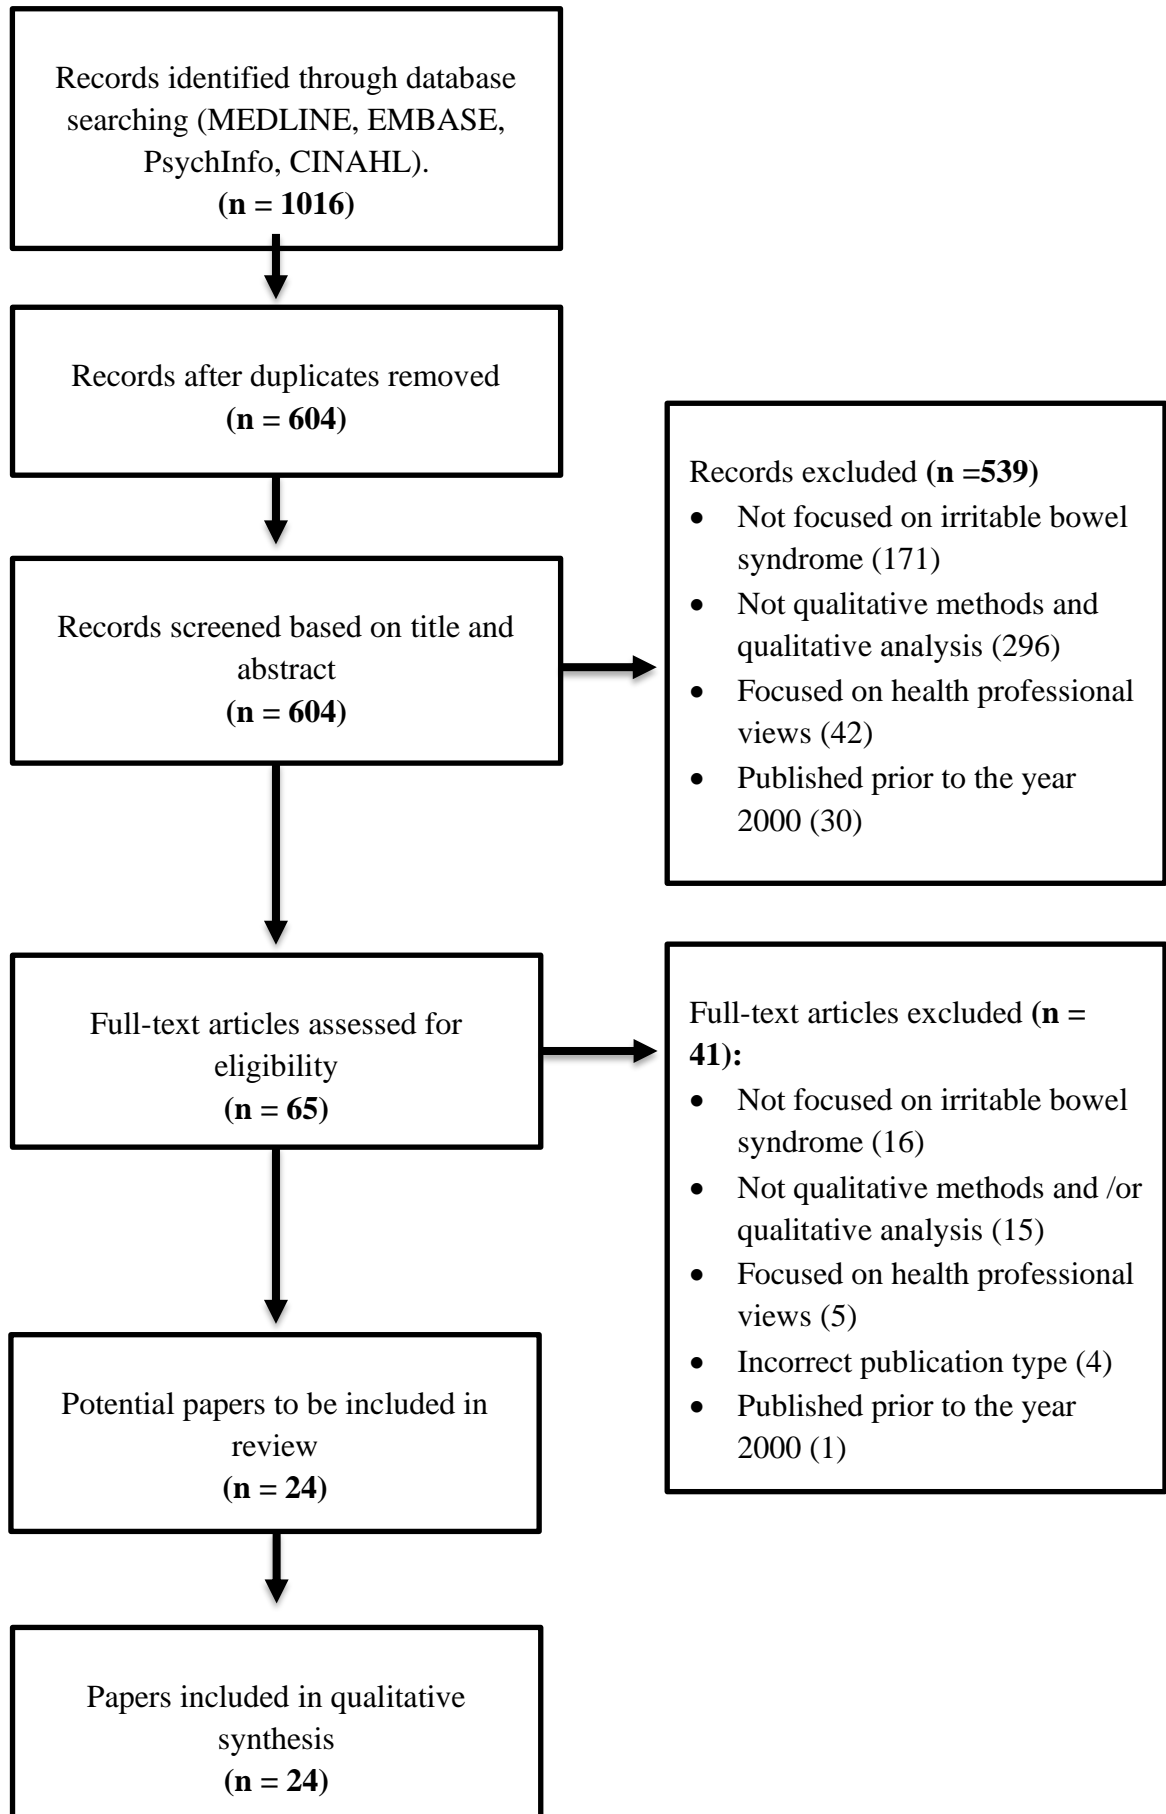 Records identified through database
searching (MEDLINE, EMBASE,
PsychInfo, CINAHL).
(n = 1016)
Records after duplicates removed
(n = 604)
Records screened based on title and
abstract
(n = 604)
Records excluded (n =539)
• Not focused on irritable bowel
syndrome (171)
• Not qualitative methods and
qualitative analysis (296)
• Focused on health professional
views (42)
• Published prior to the year
2000 (30)
Full-text articles assessed for
eligibility
(n = 65)
Full-text articles excluded (n =
41):
• Not focused on irritable bowel
syndrome (16)
• Not qualitative methods and /or
qualitative analysis (15)
• Focused on health professional
views (5)
• Incorrect publication type (4)
• Published prior to the year
2000 (1)
Potential papers to be included in
review
(n = 24)
Papers included in qualitative
synthesis
(n = 24)